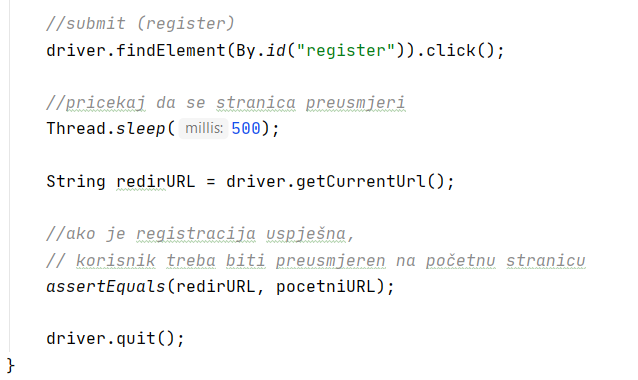 //submit (register)
driver.findElement(By.id("register")).click();
//pricekaj da se stranica preusmjeri
Thread.sleep( millis: 500);
String redirURL = driver.getCurrentUrl();
//ako je registracija uspješna,
// korisnik treba biti preusmjeren na početnu stranicu
assertEquals(redirURL, pocetniURL);
driver.quit();
}